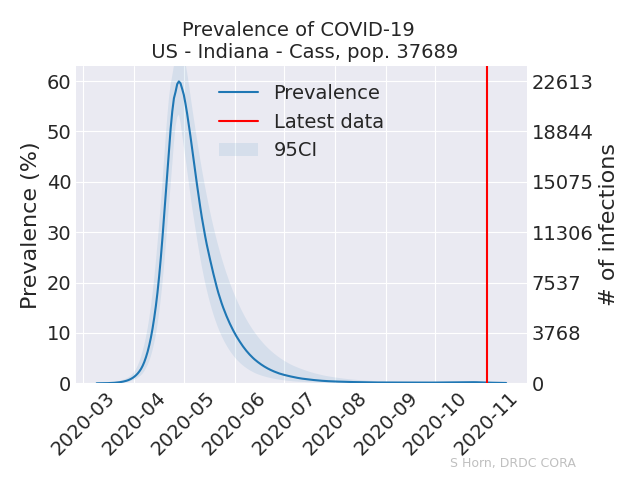 Prevalence of COVID-19
US - Indiana - Cass, pop. 37689
Prevalence (%)
60
50
40
30
20
10
0
Prevalence
Latest data
95CI
22613
18844
15075
11306
7537
3768
0
# of infections
2020-03
2020-04
2020-05
2020-06
2020-07
2020-08
2020-09
2020-10
2020-11
S Horn, DRDC CORA